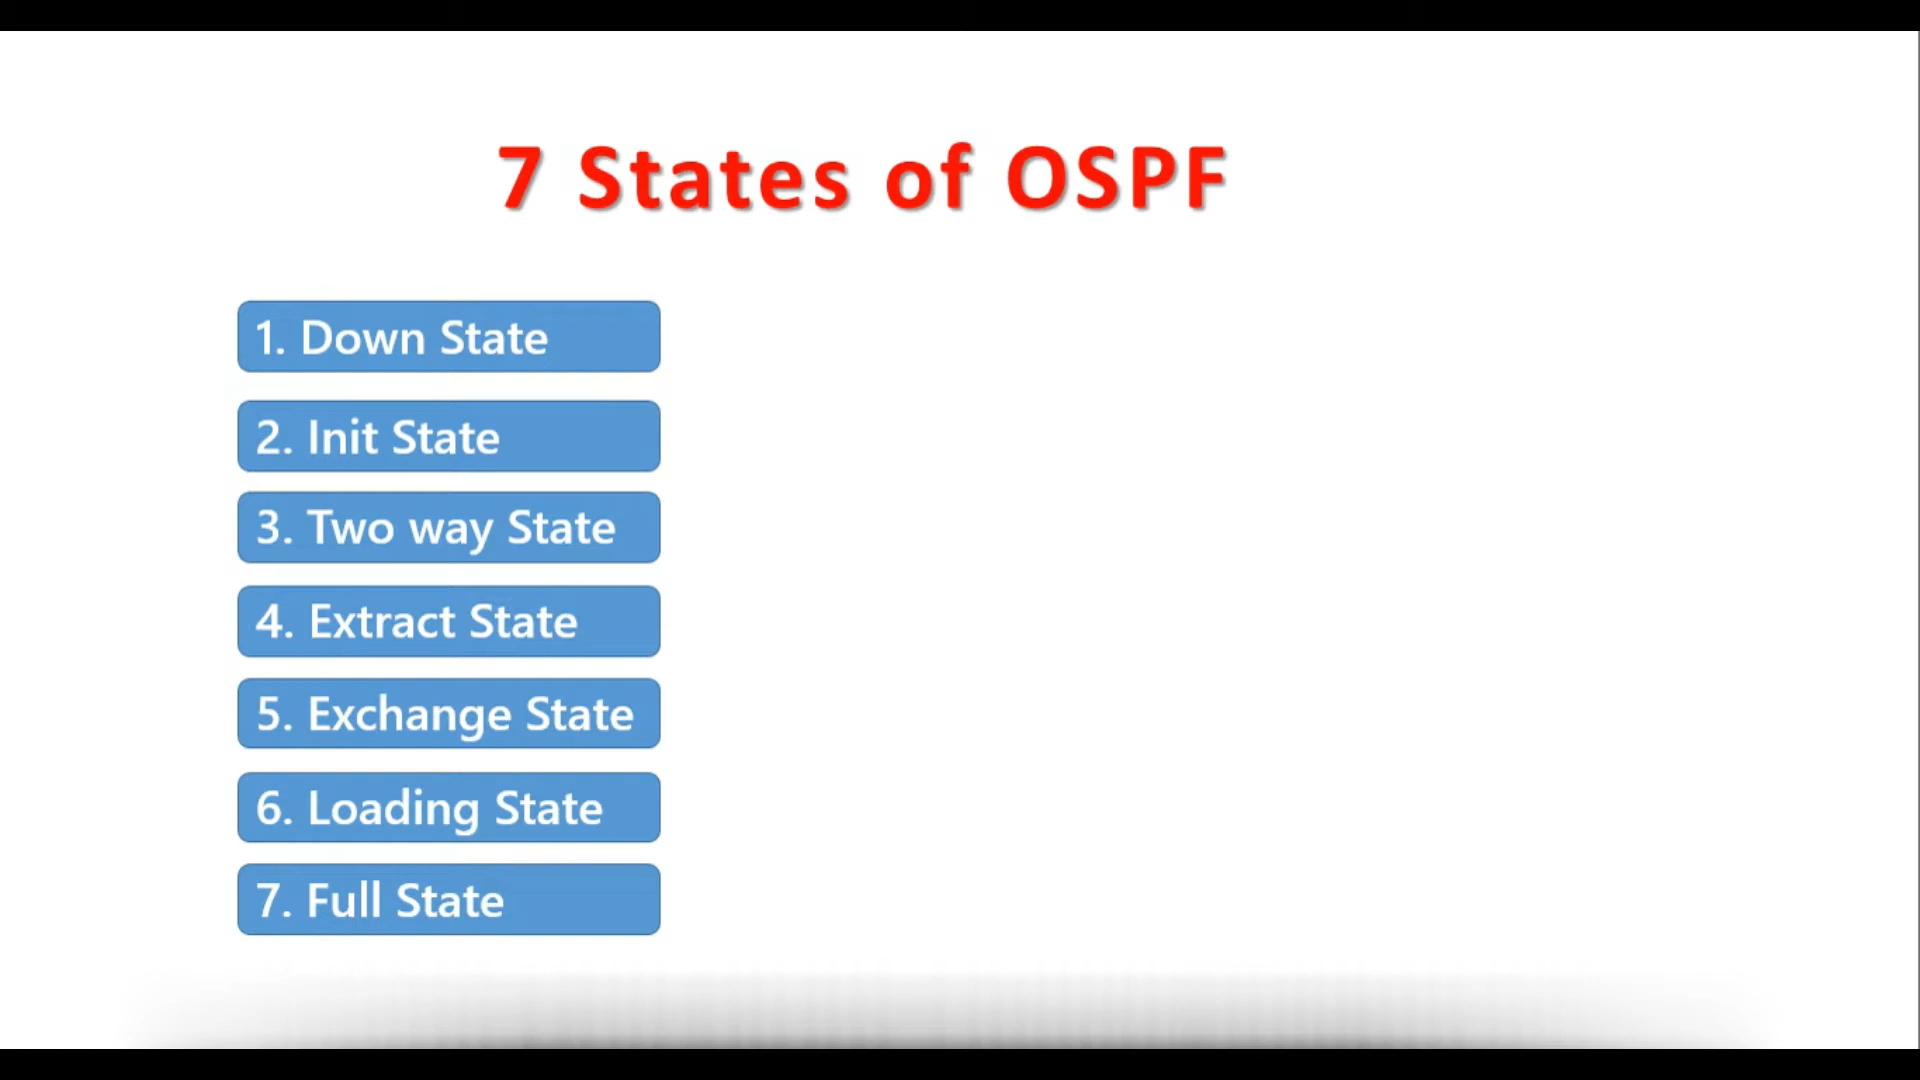 7 States of OSPF
1. Down State
2. Init State
3. Two way State
4. Extract State
5. Exchange State
6. Loading State
7. Full State